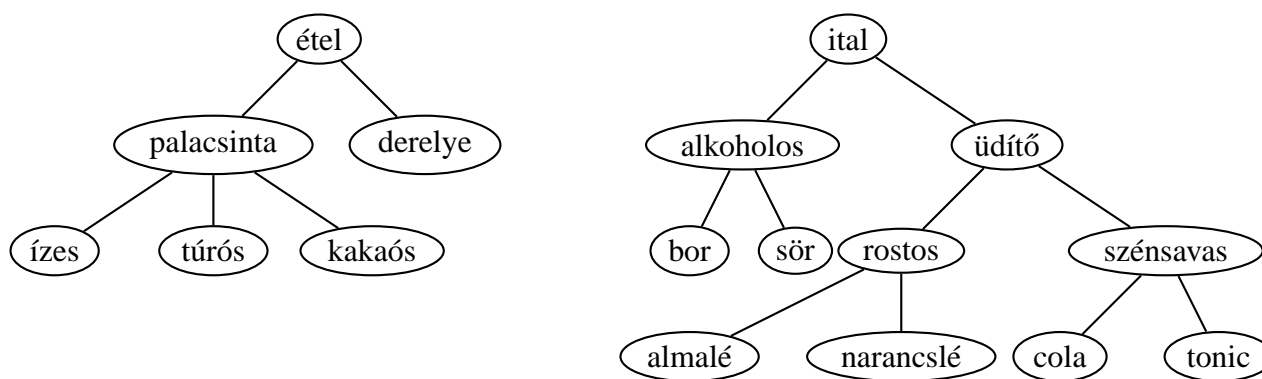 étel ital
palacsinta derelye alkoholos üdítő
ízes túrós kakaós bor sör rostos szénsavas
almalé narancslé cola tonic